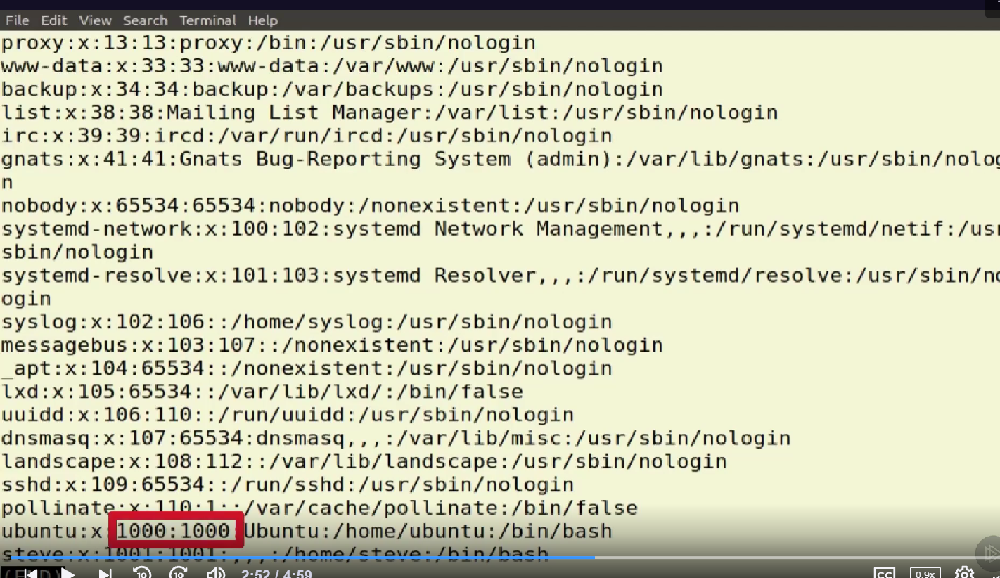 File Edit View Search Terminal Help
proxy:x:13:13:proxy:/bin:/usr/sbin/nologin
www-data:x:33:33:www-data:/var/www:/usr/sbin/nologin
backup:x:34:34:backup:/var/backups:/usr/sbin/nologin
list:x:38:38:Mailing List Manager:/var/list:/usr/sbin/nologin
irc:x:39:39:ircd:/var/run/ircd:/usr/sbin/nologin
gnats:x:41:41:Gnats Bug-Reporting System (admin):/var/lib/gnats:/usr/sbin/nolog
n
nobody:x:65534:65534:nobody:/nonexistent:/usr/sbin/nologin
systemd-network:x:100:102:systemd Network Management,,,:/run/systemd/netif:/usr
sbin/nologin
systemd-resolve:x:101:103:systemd Resolver,,,:/run/systemd/resolve:/usr/sbin/no
ogin
syslog:x:102:106::/home/syslog:/usr/sbin/nologin
messagebus:x:103:107::/nonexistent:/usr/sbin/nologin
_apt:x:104:65534::/nonexistent:/usr/sbin/nologin
lxd:x:105:65534::/var/lib/lxd/:/bin/false
uuidd:x:106:110::/run/uuidd:/usr/sbin/nologin
dnsmasq:x:107:65534:dnsmasq,,,:/var/lib/misc:/usr/sbin/nologin
landscape:x:108:112::/var/lib/landscape:/usr/sbin/nologin
sshd:x:109:65534::/run/sshd:/usr/sbin/nologin
pollinate:x:110:1::/var/cache/pollinate:/bin/false
ubuntu:x:1000:1000:Ubuntu:/home/ubuntu:/bin/bash
steve:x:1001:1001:,,,:/home/steve:/bin/bash
10 10 2:52 / 4:59 CC 0.9x